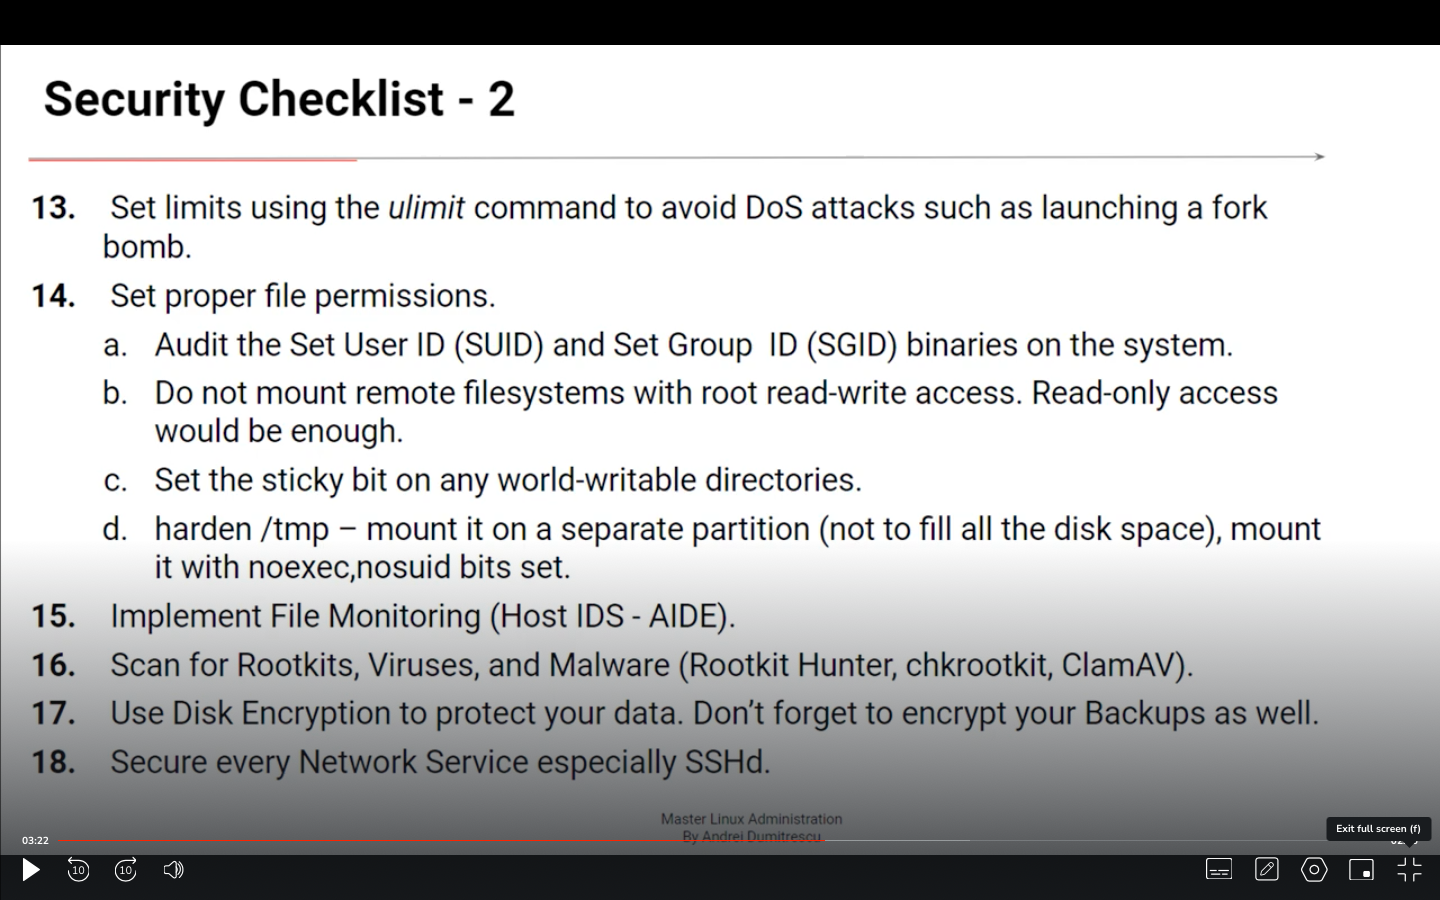 Security Checklist - 2
13. Set limits using the ulimit command to avoid DoS attacks such as launching a fork
bomb.
14. Set proper file permissions.
a. Audit the Set User ID (SUID) and Set Group ID (SGID) binaries on the system.
b. Do not mount remote filesystems with root read-write access. Read-only access
would be enough.
c. Set the sticky bit on any world-writable directories.
d. harden /tmp – mount it on a separate partition (not to fill all the disk space), mount
it with noexec,nosuid bits set.
15. Implement File Monitoring (Host IDS - AIDE).
16. Scan for Rootkits, Viruses, and Malware (Rootkit Hunter, chkrootkit, ClamAV).
17. Use Disk Encryption to protect your data. Don’t forget to encrypt your Backups as well.
18. Secure every Network Service especially SSHd.
Master Linux Administration
By Andrei Dumitrescu
Exit full screen (f)
03:22
10 10